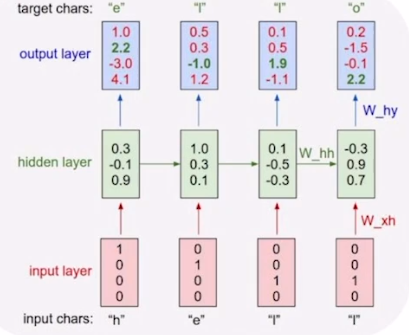 target chars: "e" "l" "l" "o"
output layer
1.0 0.5 0.1 0.2
2.2 0.3 0.5 -1.5
-3.0 -1.0 1.9 -0.1
4.1 1.2 -1.1 2.2
W_hy
hidden layer
0.3 1.0 0.1 -0.3
-0.1 0.3 -0.5 0.9
0.9 0.1 -0.3 0.7
W_hh
W_xh
input layer
1 0 0 0
0 1 0 0
0 0 1 1
0 0 0 0
input chars: "h" "e" "l" "l"